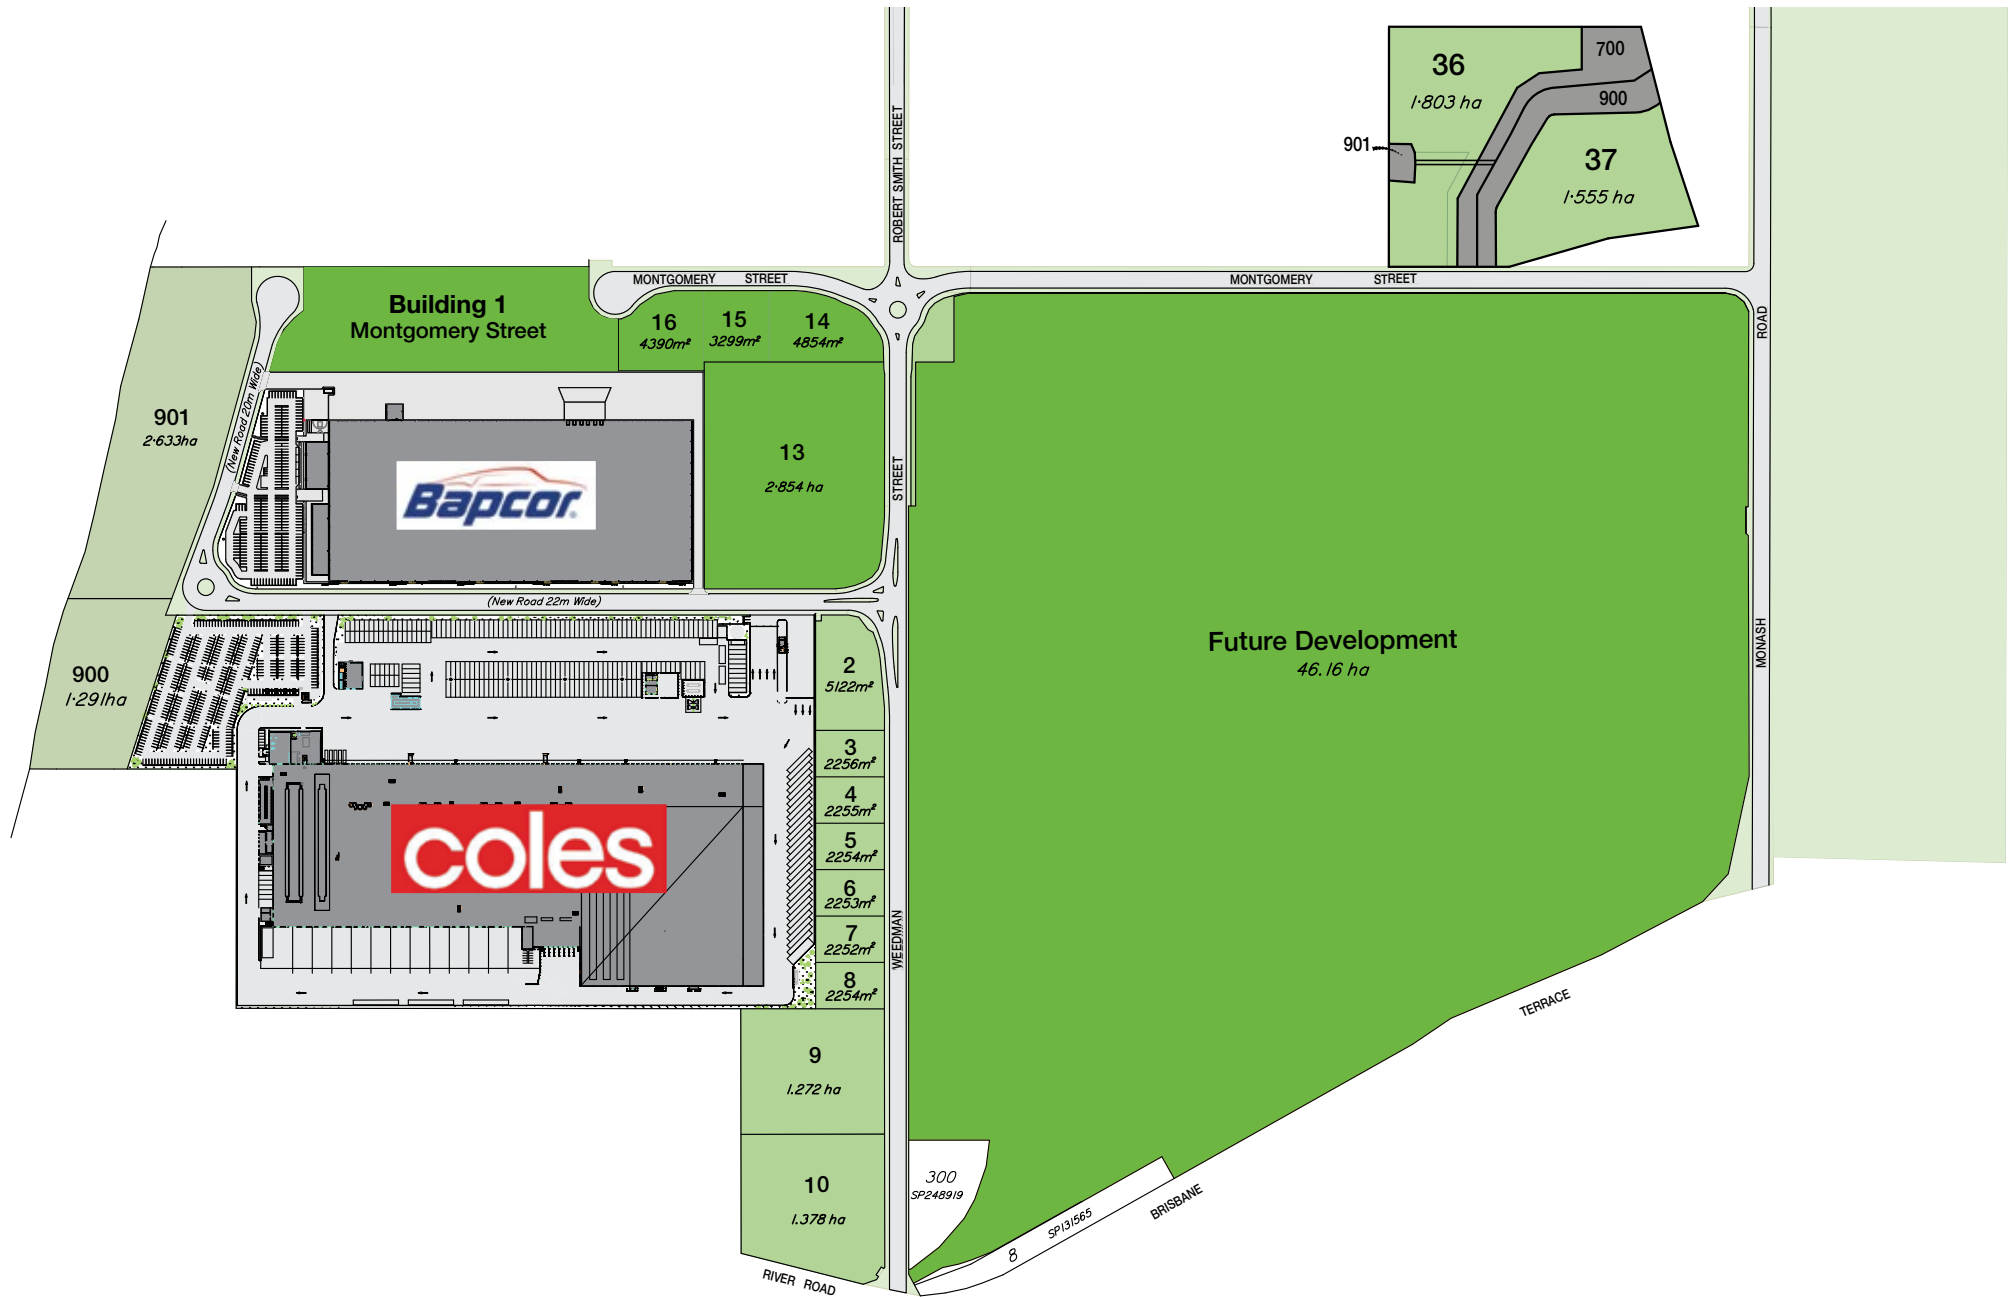 ROBERT SMITH STREET
36
1·803 ha
700
900
901
37
1·555 ha
MONTGOMERY STREET
MONTGOMERY STREET
Building 1
Montgomery Street
16
4390m²
15
3299m²
14
4854m²
ROAD
MONASH
901
2·633ha
(New Road 20m Wide)
Bapcor
13
2·854 ha
STREET
WEEDMAN
(New Road 22m Wide)
Future Development
46.16 ha
900
1·291ha
2
5122m²
3
2256m²
4
2255m²
5
2254m²
6
2253m²
7
2252m²
8
2254m²
coles
9
1.272 ha
10
1.378 ha
300
SP248919
8 SP131565
BRISBANE
TERRACE
RIVER ROAD